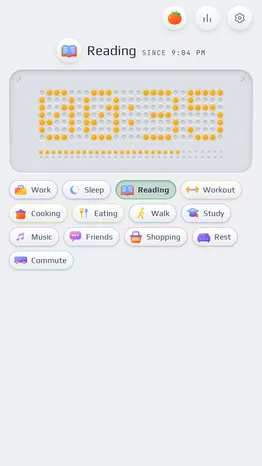 Reading SINCE 9:04 PM
Work Sleep Reading Workout
Cooking Eating Walk Study
Music Friends Shopping Rest
Commute